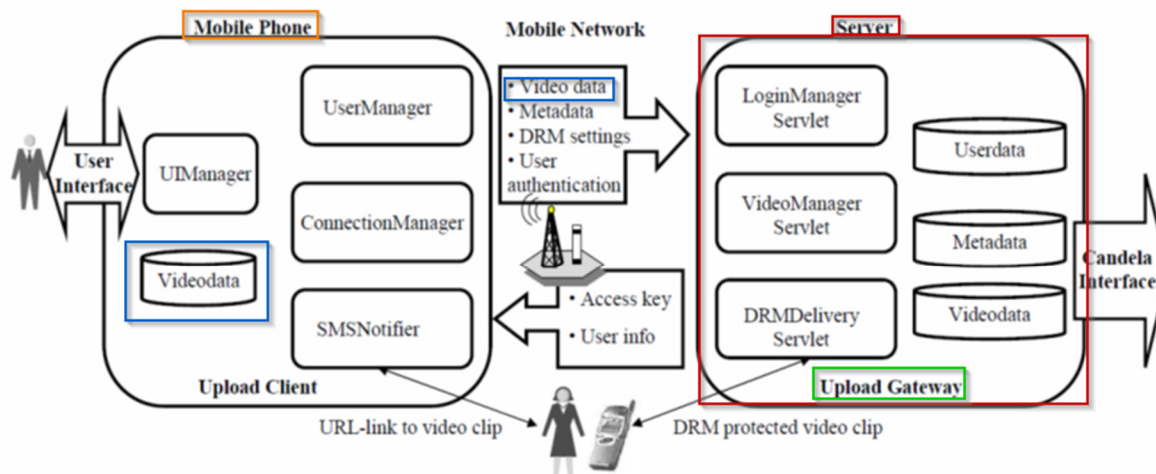 Mobile Phone
Mobile Network
Server
UserManager
UIManager
ConnectionManager
Videodata
SMSNotifier
Upload Client
User
Interface
• Video data
• Metadata
• DRM settings
• User
authentication
• Access key
• User info
LoginManager
Servlet
VideoManager
Servlet
DRMDelivery
Servlet
Userdata
Metadata
Videodata
Upload Gateway
Candela
Interface
URL-link to video clip
DRM protected video clip